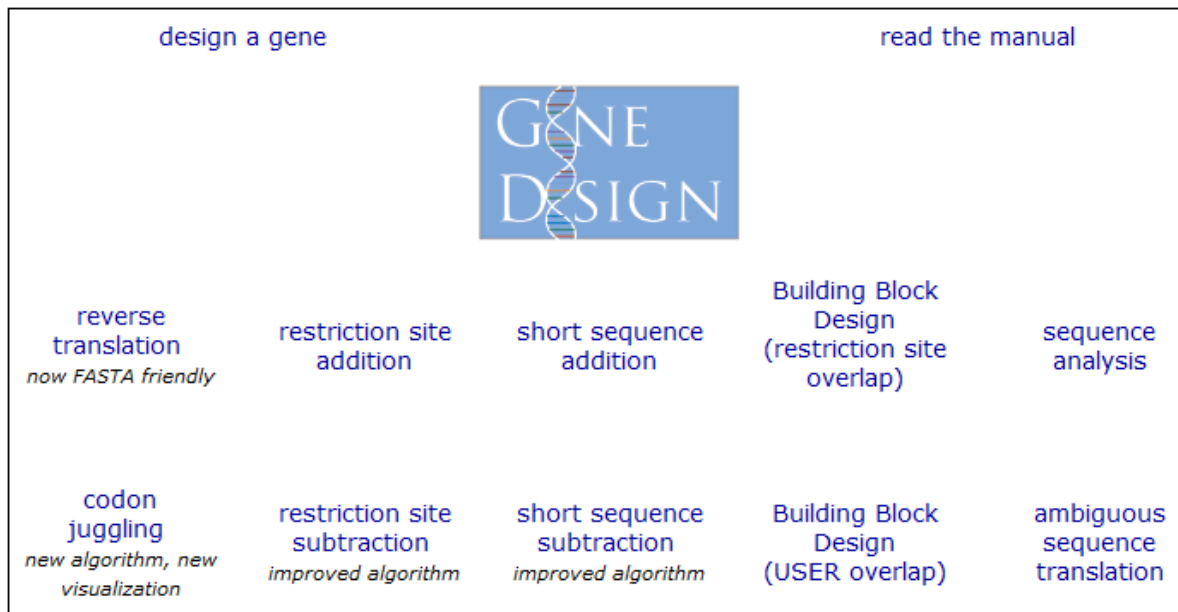 design a gene
read the manual
GENE
DESIGN
reverse
translation
now FASTA friendly
restriction site
addition
short sequence
addition
Building Block
Design
(restriction site
overlap)
sequence
analysis
codon
juggling
new algorithm, new
visualization
restriction site
subtraction
improved algorithm
short sequence
subtraction
improved algorithm
Building Block
Design
(USER overlap)
ambiguous
sequence
translation